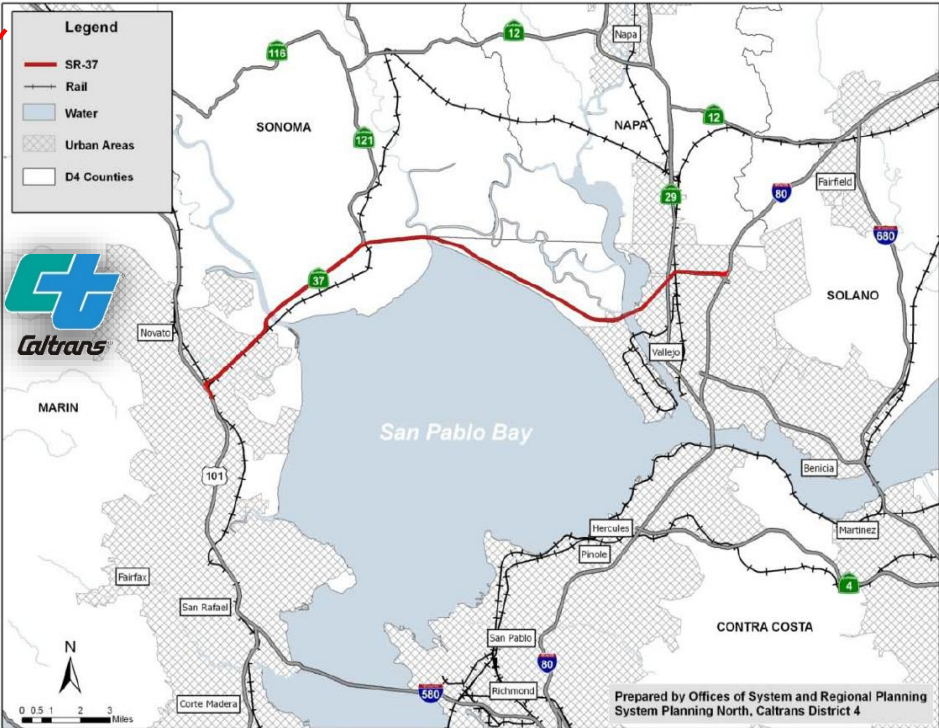 Legend
SR-37
Rail
Water
Urban Areas
D4 Counties
Caltrans
116
12
Napa
SONOMA
121
NAPA
12
29
80
Fairfield
680
37
SOLANO
Novato
Vallejo
MARIN
San Pablo Bay
101
Benicia
Hercules
Martinez
Pinole
Fairfax
4
San Rafael
CONTRA COSTA
San Pablo
N
80
Richmond
580
Corte Madera
0 0.5 1 2 3 Miles
Prepared by Offices of System and Regional Planning
System Planning North, Caltrans District 4